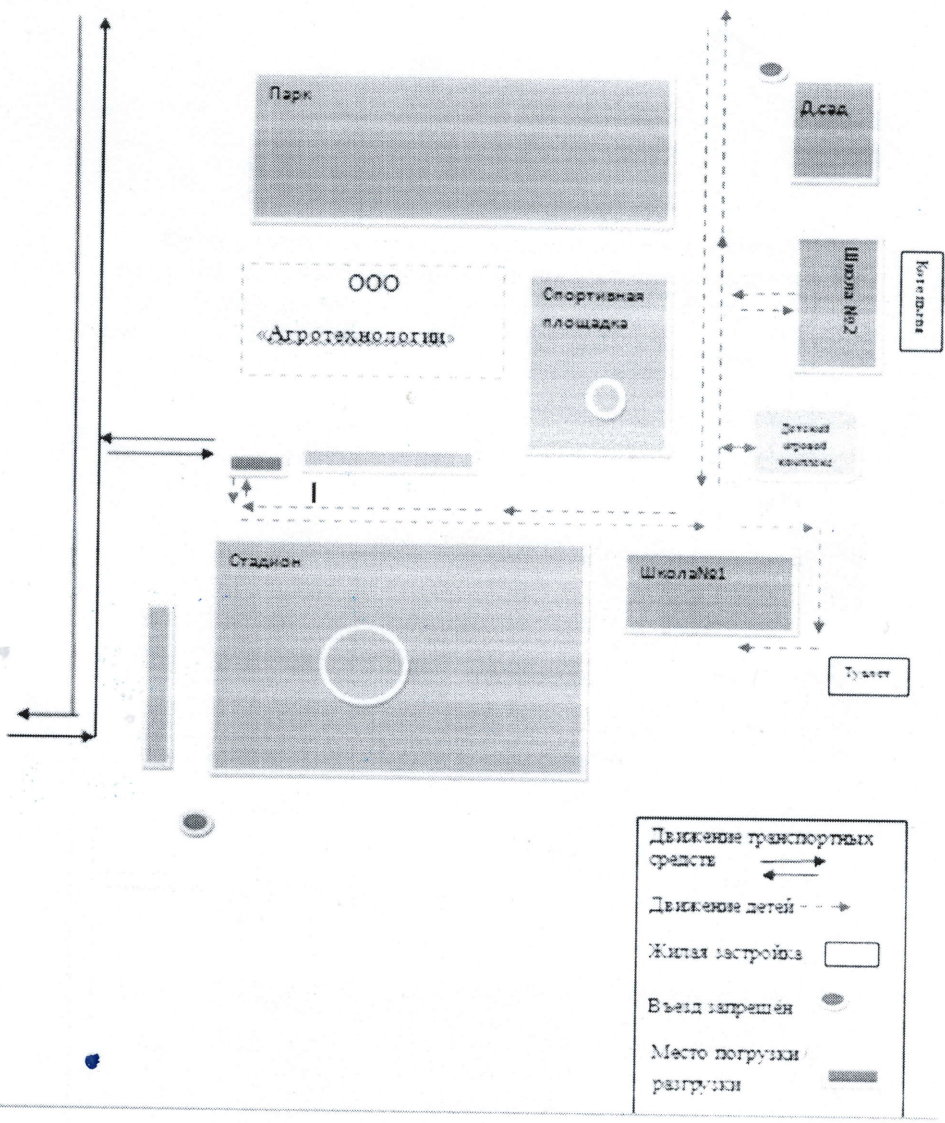 Парк
Д.сад
ООО
«Агротехнологии»
Спортивная
площадка
Школа №2
Котельная
Детский
игровой
комплекс
Стадион
Школа№1
Туалет
Движение транспортных
средств
Движение детей
Жилая застройка
Въезд запрещён
Место погрузки/
разгрузки